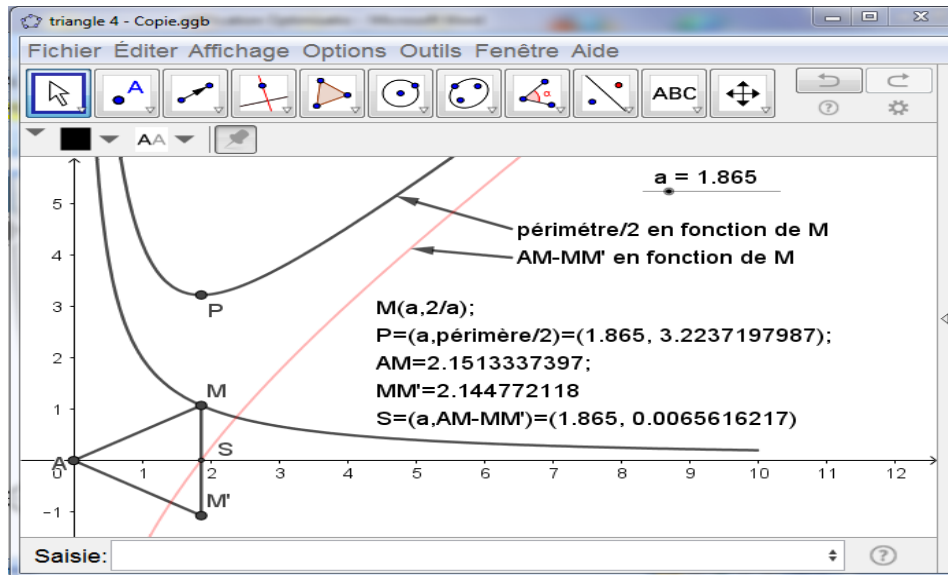 triangle 4 - Copie.ggb
Fichier Éditer Affichage Options Outils Fenêtre Aide
A
α
ABC
AA
a = 1.865
périmétre/2 en fonction de M
AM-MM' en fonction de M
M(a,2/a);
P=(a,périmère/2)=(1.865, 3.2237197987);
AM=2.1513337397;
MM'=2.144772118
S=(a,AM-MM')=(1.865, 0.0065616217)
5
4
3
2
1
-1
P
M
S
A
M'
0 1 2 3 4 5 6 7 8 9 10 11 12
Saisie: